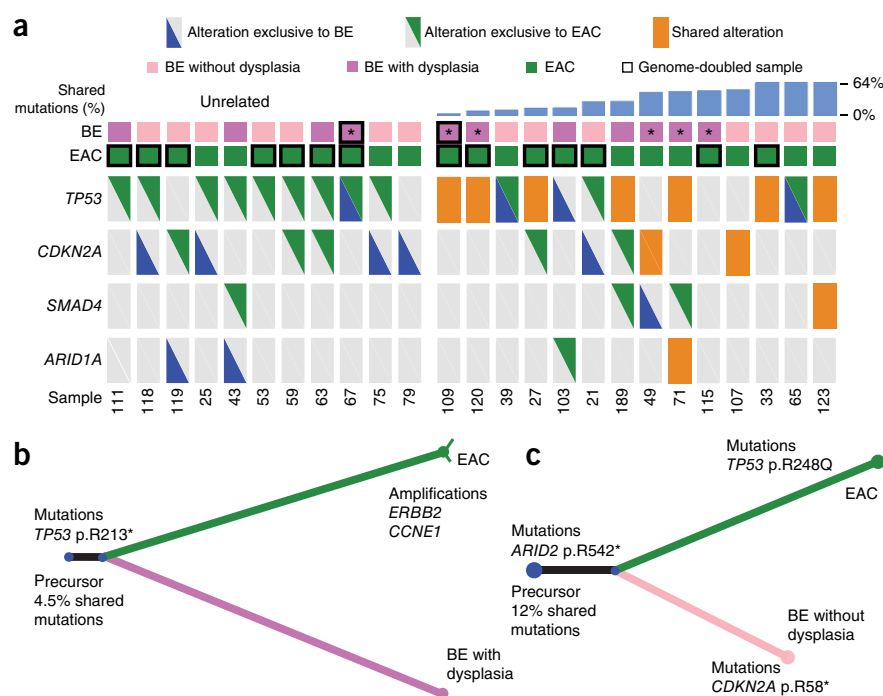 a
Alteration exclusive to BE
Alteration exclusive to EAC
Shared alteration
BE without dysplasia
BE with dysplasia
EAC
Genome-doubled sample
Shared
mutations (%)
Unrelated
64%
0%
BE
* * * * * *
EAC
TP53
CDKN2A
SMAD4
ARID1A
Sample
111 118 119 25 43 53 59 63 67 75 79 109 120 39 27 103 21 189 49 71 115 107 33 65 123
b
EAC
Amplifications
ERBB2
CCNE1
Mutations
TP53 p.R213*
Precursor
4.5% shared
mutations
BE with
dysplasia
c
Mutations
TP53 p.R248Q
EAC
Mutations
ARID2 p.R542*
Precursor
12% shared
mutations
BE without
dysplasia
Mutations
CDKN2A p.R58*